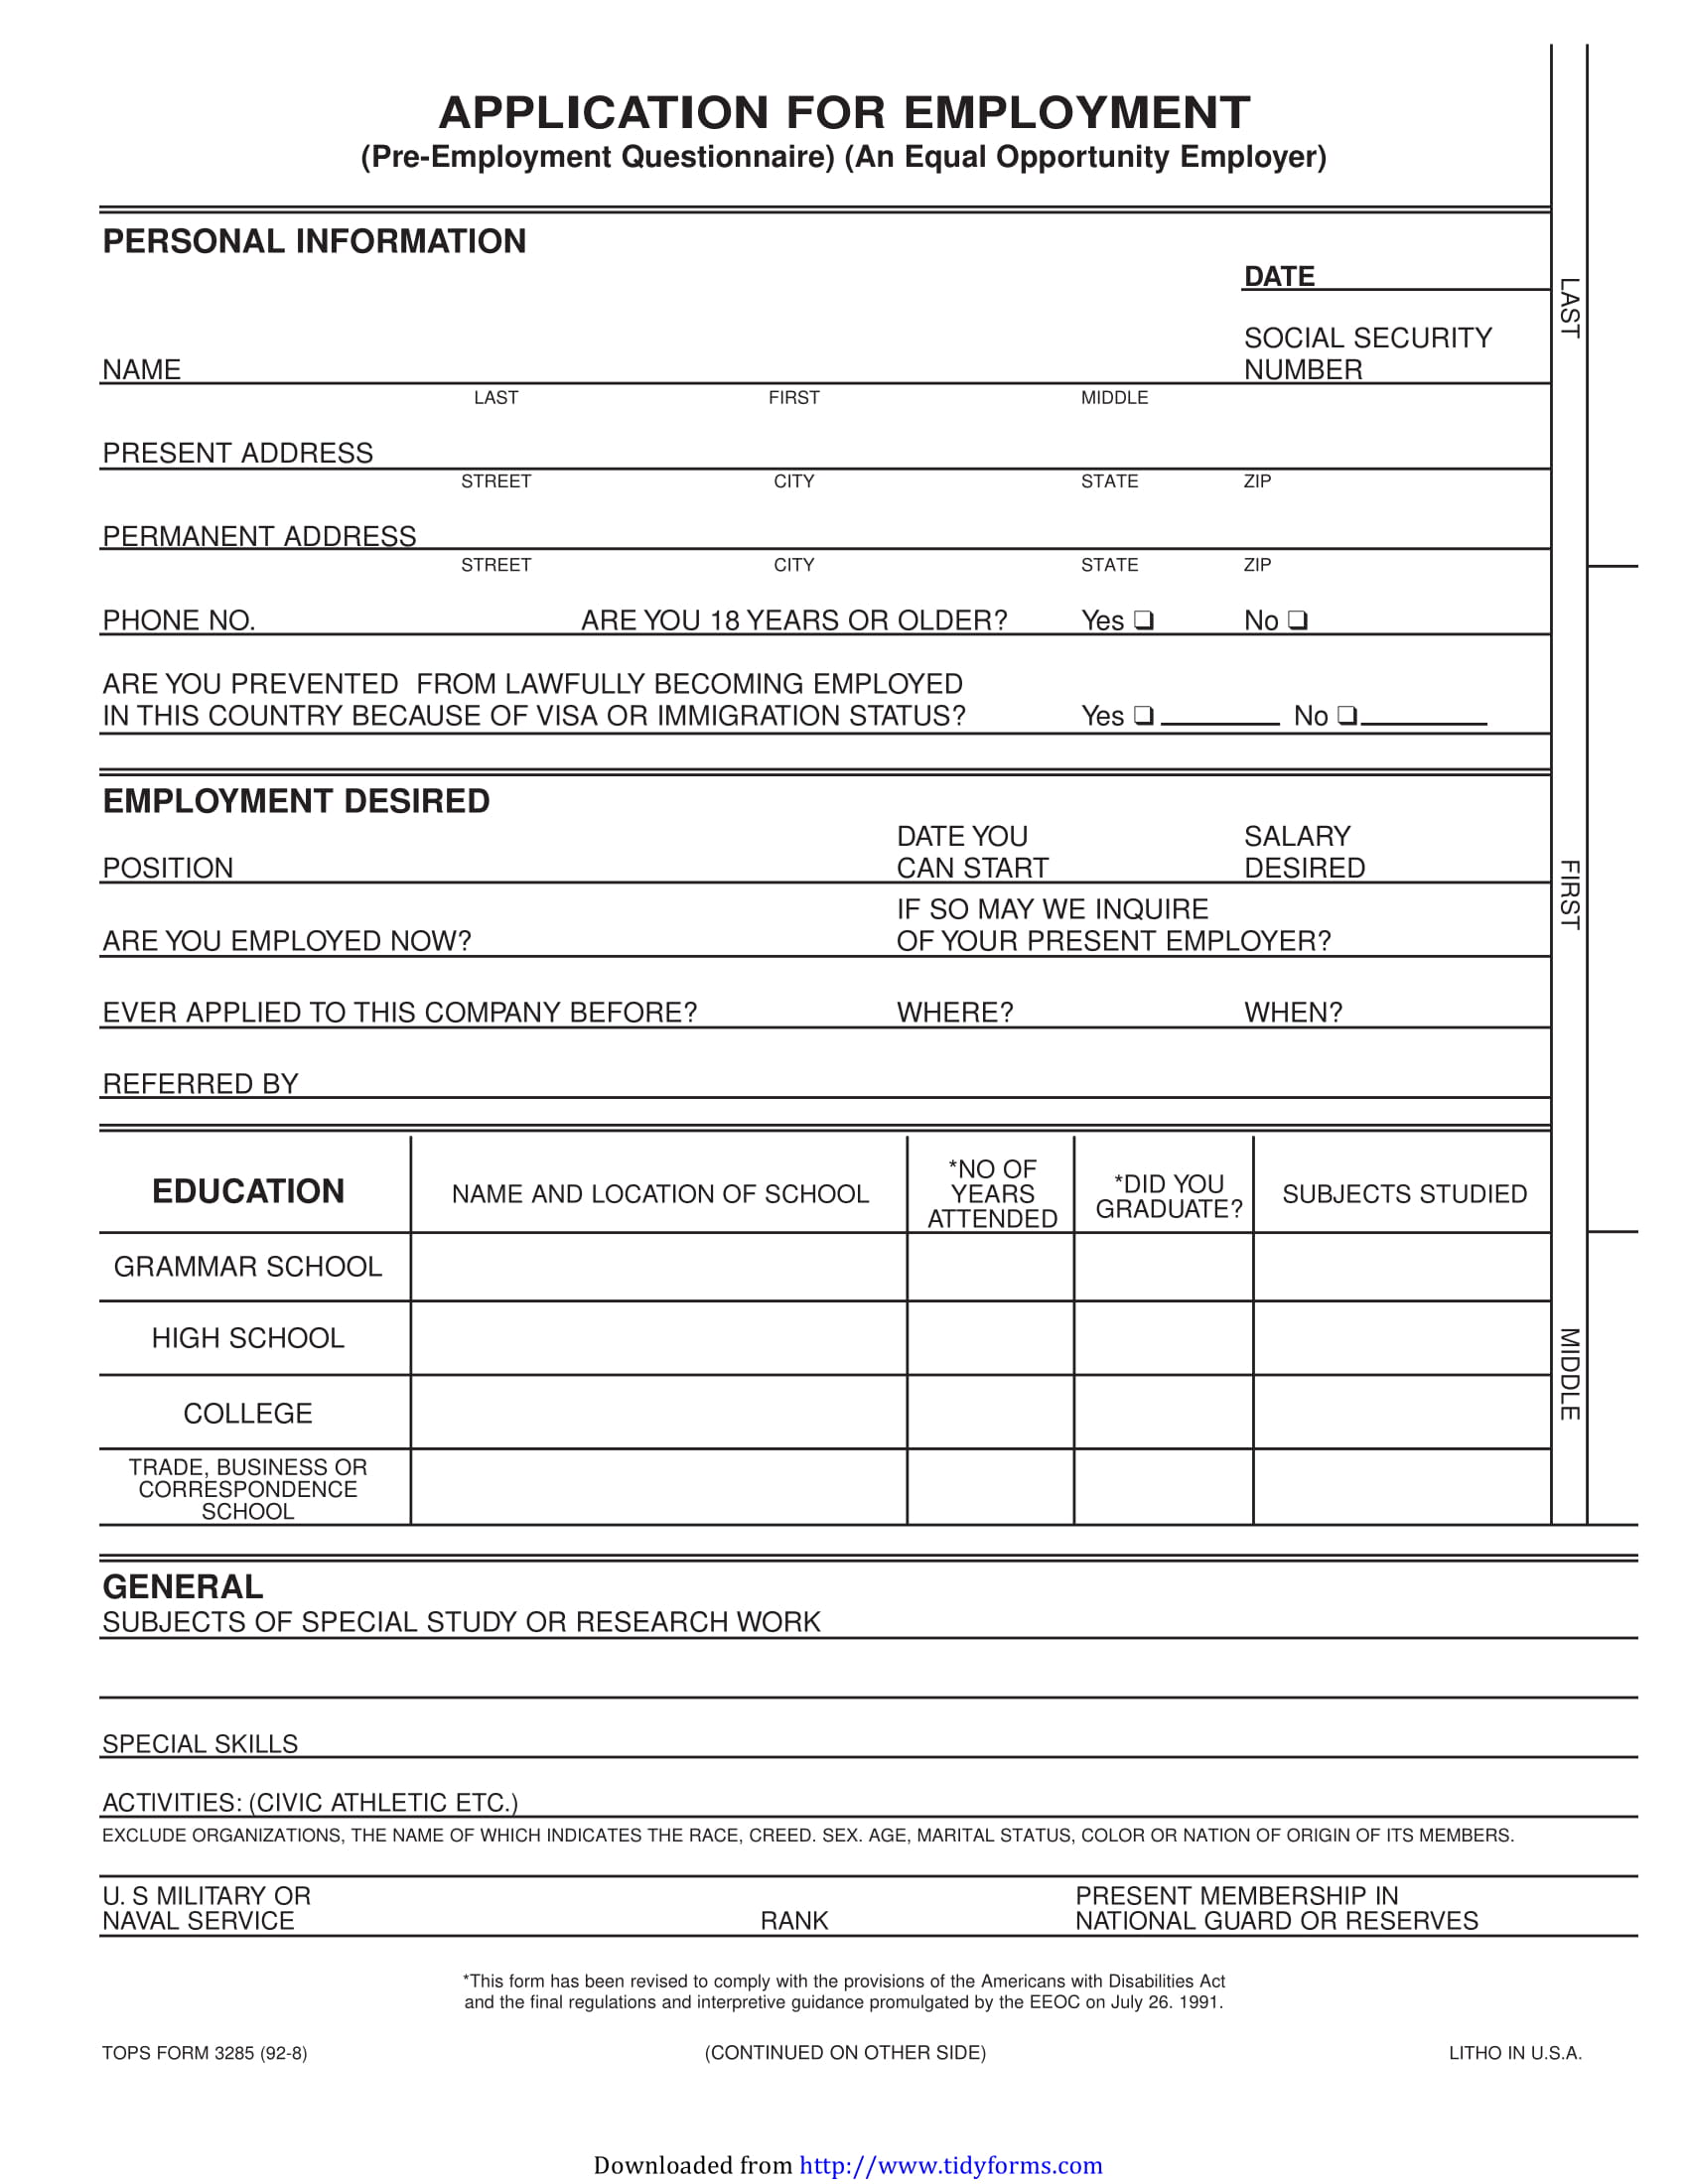 APPLICATION FOR EMPLOYMENT
(Pre-Employment Questionnaire) (An Equal Opportunity Employer)
PERSONAL INFORMATION
DATE
SOCIAL SECURITY
NAME NUMBER
LAST FIRST MIDDLE
PRESENT ADDRESS
STREET CITY STATE ZIP
PERMANENT ADDRESS
STREET CITY STATE ZIP
PHONE NO. ARE YOU 18 YEARS OR OLDER? Yes ❑ No ❑
ARE YOU PREVENTED FROM LAWFULLY BECOMING EMPLOYED
IN THIS COUNTRY BECAUSE OF VISA OR IMMIGRATION STATUS? Yes ❑ No ❑
EMPLOYMENT DESIRED
DATE YOU SALARY
POSITION CAN START DESIRED
IF SO MAY WE INQUIRE
ARE YOU EMPLOYED NOW? OF YOUR PRESENT EMPLOYER?
EVER APPLIED TO THIS COMPANY BEFORE? WHERE? WHEN?
REFERRED BY
EDUCATION
NAME AND LOCATION OF SCHOOL
*NO OF
YEARS
ATTENDED
*DID YOU
GRADUATE?
SUBJECTS STUDIED
GRAMMAR SCHOOL
HIGH SCHOOL
COLLEGE
TRADE, BUSINESS OR
CORRESPONDENCE
SCHOOL
LAST
FIRST
MIDDLE
GENERAL
SUBJECTS OF SPECIAL STUDY OR RESEARCH WORK
SPECIAL SKILLS
ACTIVITIES: (CIVIC ATHLETIC ETC.)
EXCLUDE ORGANIZATIONS, THE NAME OF WHICH INDICATES THE RACE, CREED. SEX. AGE, MARITAL STATUS, COLOR OR NATION OF ORIGIN OF ITS MEMBERS.
U. S MILITARY OR PRESENT MEMBERSHIP IN
NAVAL SERVICE RANK NATIONAL GUARD OR RESERVES
*This form has been revised to comply with the provisions of the Americans with Disabilities Act
and the final regulations and interpretive guidance promulgated by the EEOC on July 26. 1991.
TOPS FORM 3285 (92-8) (CONTINUED ON OTHER SIDE) LITHO IN U.S.A.
Downloaded from http://www.tidyforms.com